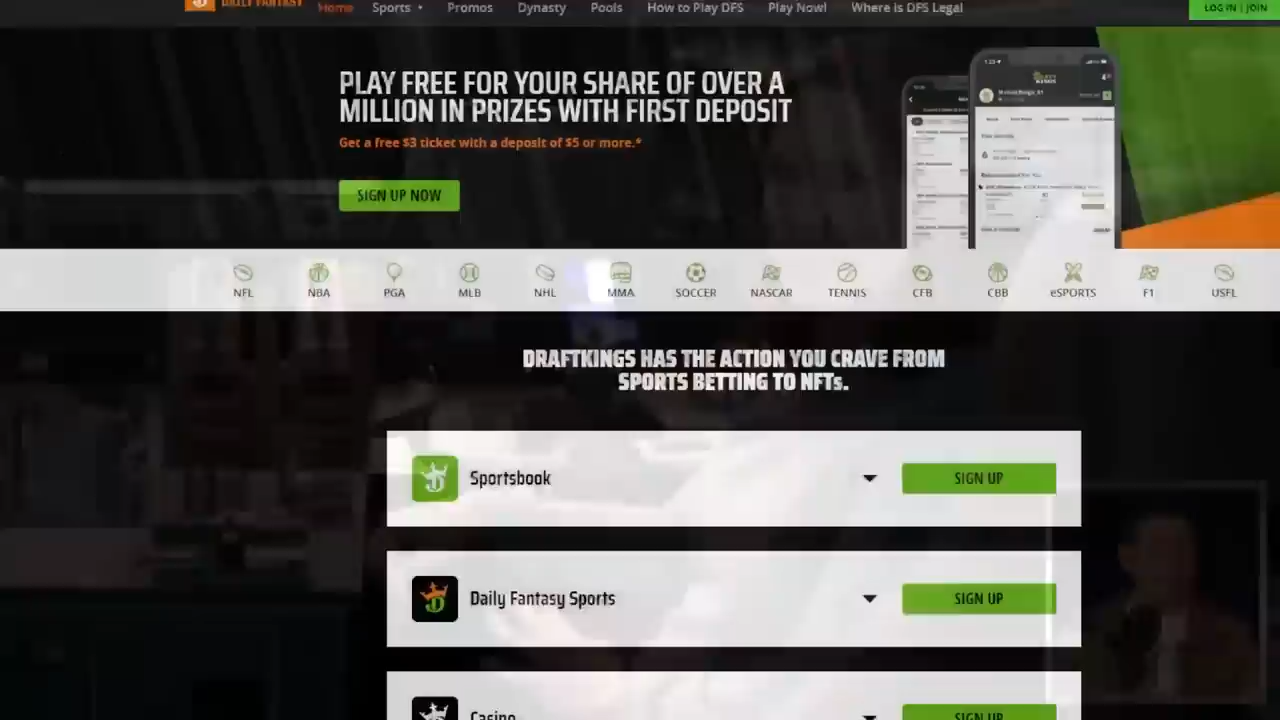 DAILY FANTASY
Home Sports Promos Dynasty Pools How to Play DFS Play Now! Where is DFS Legal LOG IN | JOIN
PLAY FREE FOR YOUR SHARE OF OVER A
MILLION IN PRIZES WITH FIRST DEPOSIT
Get a free $3 ticket with a deposit of $5 or more.*
SIGN UP NOW
NFL NBA PGA MLB NHL MMA SOCCER NASCAR TENNIS CFB CBB eSPORTS F1 USFL
DRAFTKINGS HAS THE ACTION YOU CRAVE FROM
SPORTS BETTING TO NFTs.
Sportsbook SIGN UP
Daily Fantasy Sports SIGN UP
Casino SIGN UP